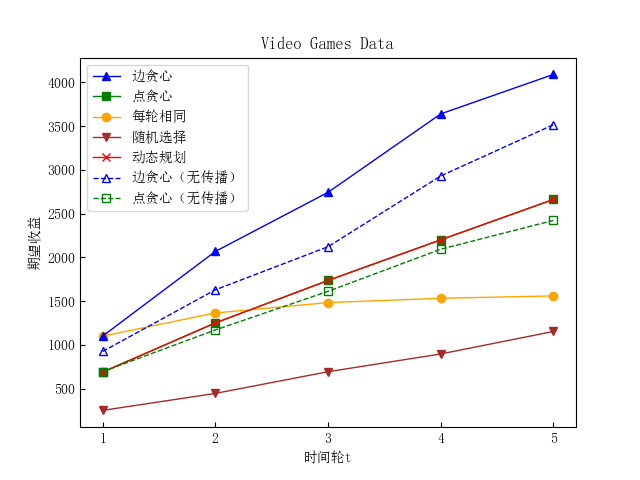 Video Games Data
边贪心
点贪心
每轮相同
随机选择
动态规划
边贪心（无传播）
点贪心（无传播）
4000
3500
3000
2500
2000
1500
1000
500
期望收益
1 2 3 4 5
时间轮t